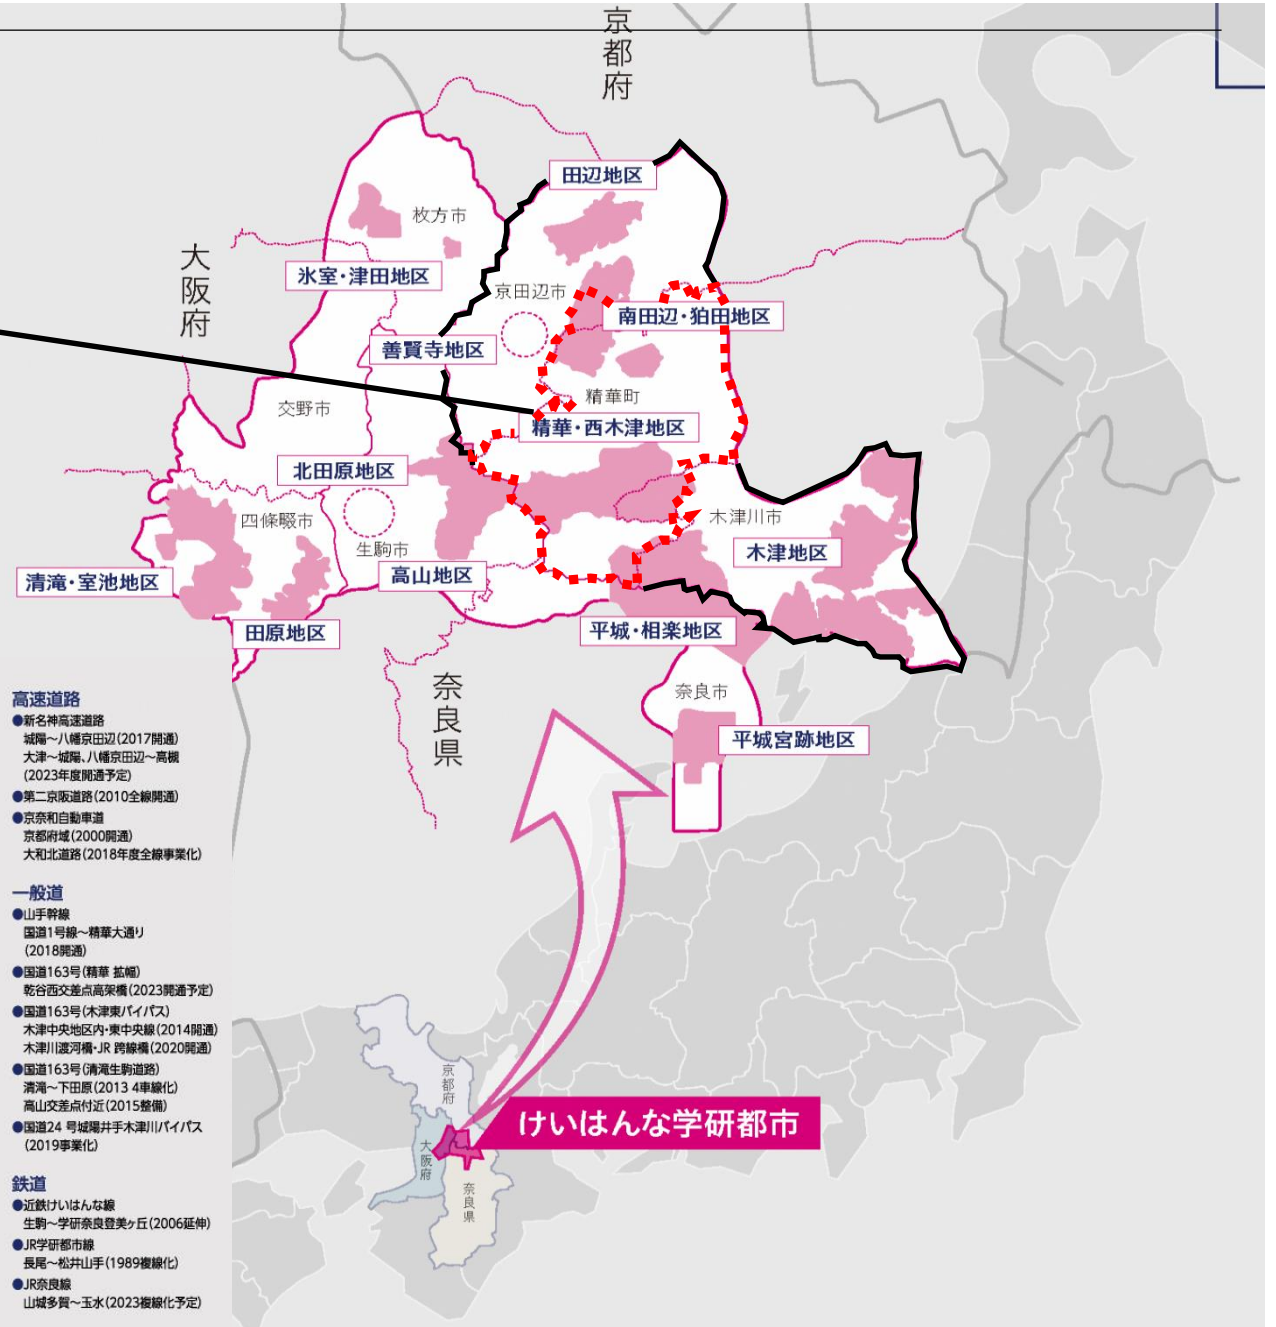 京都府
田辺地区
枚方市
大阪府
氷室・津田地区
京田辺市
南田辺・狛田地区
善賢寺地区
精華町
交野市
精華・西木津地区
北田原地区
四條畷市
木津川市
生駒市
木津地区
清滝・室池地区
高山地区
田原地区
平城・相楽地区
奈良県
奈良市
平城宮跡地区
高速道路
●新名神高速道路
城陽～八幡京田辺(2017開通)
大津～城陽、八幡京田辺～高槻
(2023年度開通予定)
●第二京阪道路(2010全線開通)
●京奈和自動車道
京都府域(2000開通)
大和北道路(2018年度全線事業化)
一般道
●山手幹線
国道1号線～精華大通り
(2018開通)
●国道163号(精華 拡幅)
乾谷西交差点高架橋(2023開通予定)
●国道163号(木津東バイパス)
木津中央地区内・東中央線(2014開通)
木津川渡河橋・JR 跨線橋(2020開通)
●国道163号(清滝生駒道路)
清滝～下田原(2013 4車線化)
高山交差点付近(2015整備)
●国道24 号城陽井手木津川バイパス
(2019事業化)
鉄道
●近鉄けいはんな線
生駒～学研奈良登美ヶ丘(2006延伸)
●JR学研都市線
長尾～松井山手(1989複線化)
●JR奈良線
山城多賀～玉水(2023複線化予定)
京都府
けいはんな学研都市
大阪府
奈良県